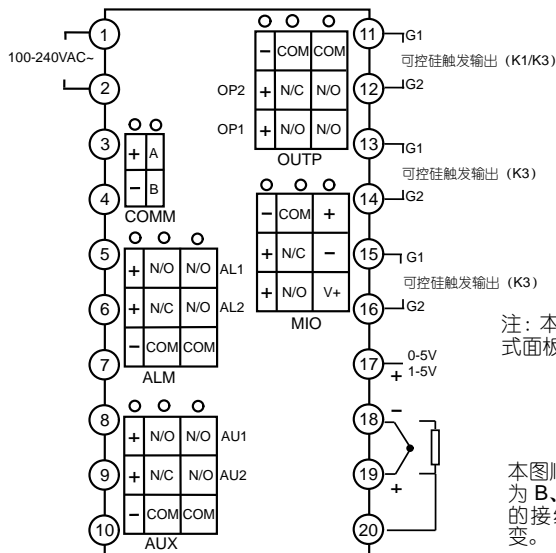 1
100-240VAC~
2
3
+ A
4
− B
COMM
5
+ N/O N/O AL1
6
+ N/C N/O AL2
7
− COM COM
ALM
8
+ N/O N/O AU1
9
+ N/C N/O AU2
10
− COM COM
AUX
− COM COM
OP2 + N/C N/O
OP1 + N/O N/O
OUTP
− COM +
+ N/C −
+ N/O V+
MIO
11 G1
可控硅触发输出 (K1/K3)
12 G2
13 G1
可控硅触发输出 (K3)
14 G2
15 G1
可控硅触发输出 (K3)
16 G2
17 0-5V
+ 1-5V
18 −
19 +
20
注: 本
式面板
本图
为 B、
的接
变。